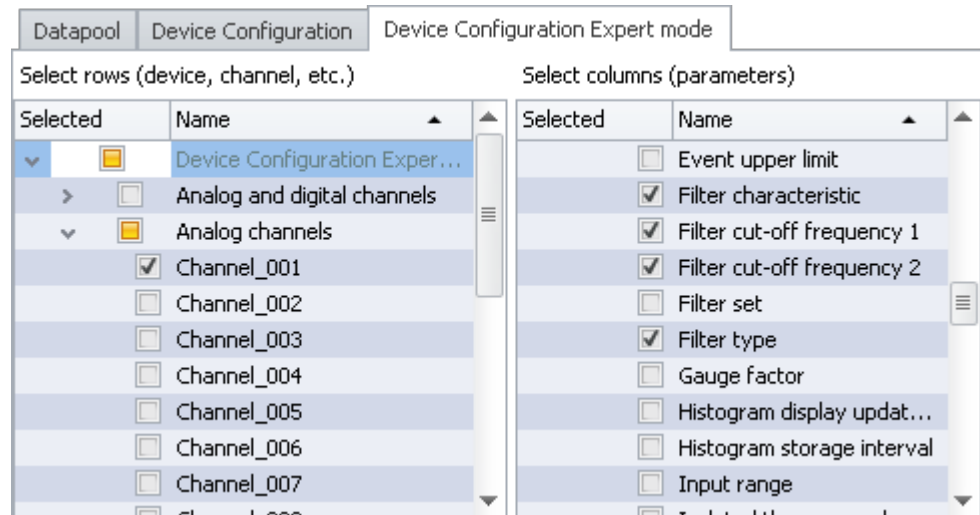 Datapool Device Configuration Device Configuration Expert mode
Select rows (device, channel, etc.)
Selected Name
Device Configuration Exper...
Analog and digital channels
Analog channels
Channel_001
Channel_002
Channel_003
Channel_004
Channel_005
Channel_006
Channel_007
Select columns (parameters)
Selected Name
Event upper limit
Filter characteristic
Filter cut-off frequency 1
Filter cut-off frequency 2
Filter set
Filter type
Gauge factor
Histogram display updat...
Histogram storage interval
Input range